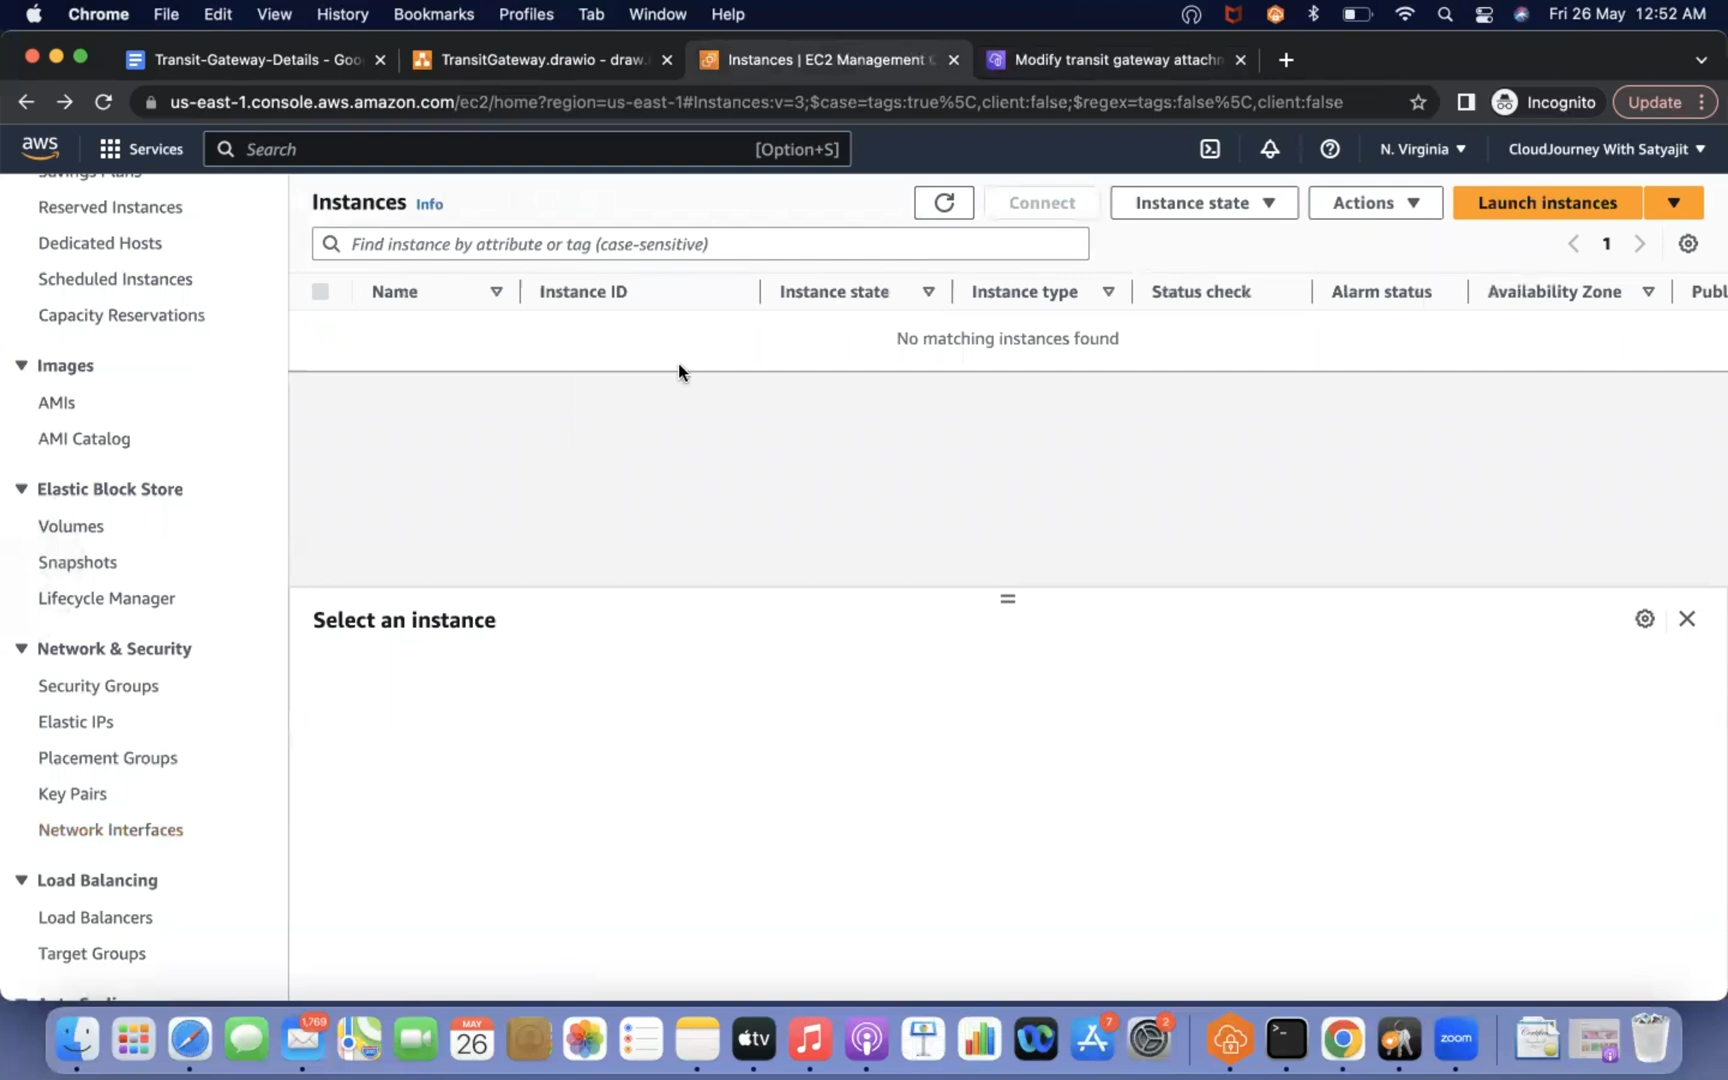 Chrome File Edit View History Bookmarks Profiles Tab Window Help Fri 26 May 12:52 AM
Transit-Gateway-Details - Goo
TransitGateway.drawio - draw.
Instances | EC2 Management C
Modify transit gateway attachm
us-east-1.console.aws.amazon.com/ec2/home?region=us-east-1#Instances:v=3;$case=tags:true%5C,client:false;$regex=tags:false%5C,client:false
Incognito
Update
aws
Services
Search
[Option+S]
N. Virginia
CloudJourney With Satyajit
Savings Plans
Reserved Instances
Dedicated Hosts
Scheduled Instances
Capacity Reservations
Images
AMIs
AMI Catalog
Elastic Block Store
Volumes
Snapshots
Lifecycle Manager
Network & Security
Security Groups
Elastic IPs
Placement Groups
Key Pairs
Network Interfaces
Load Balancing
Load Balancers
Target Groups
Instances Info
Connect
Instance state
Actions
Launch instances
Find instance by attribute or tag (case-sensitive)
1
Name
Instance ID
Instance state
Instance type
Status check
Alarm status
Availability Zone
Publ
No matching instances found
Select an instance
1,769
MAY
26
tv
7
2
zoom